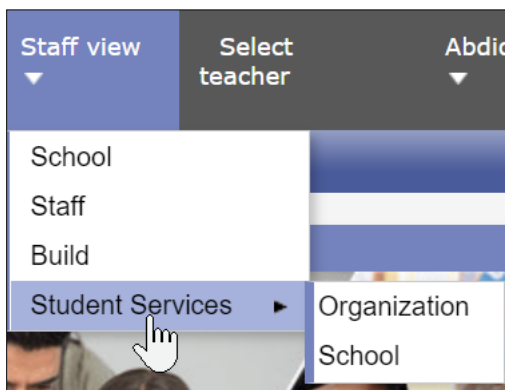 Staff view
Select
teacher
School
Staff
Build
Student Services
Organization
School